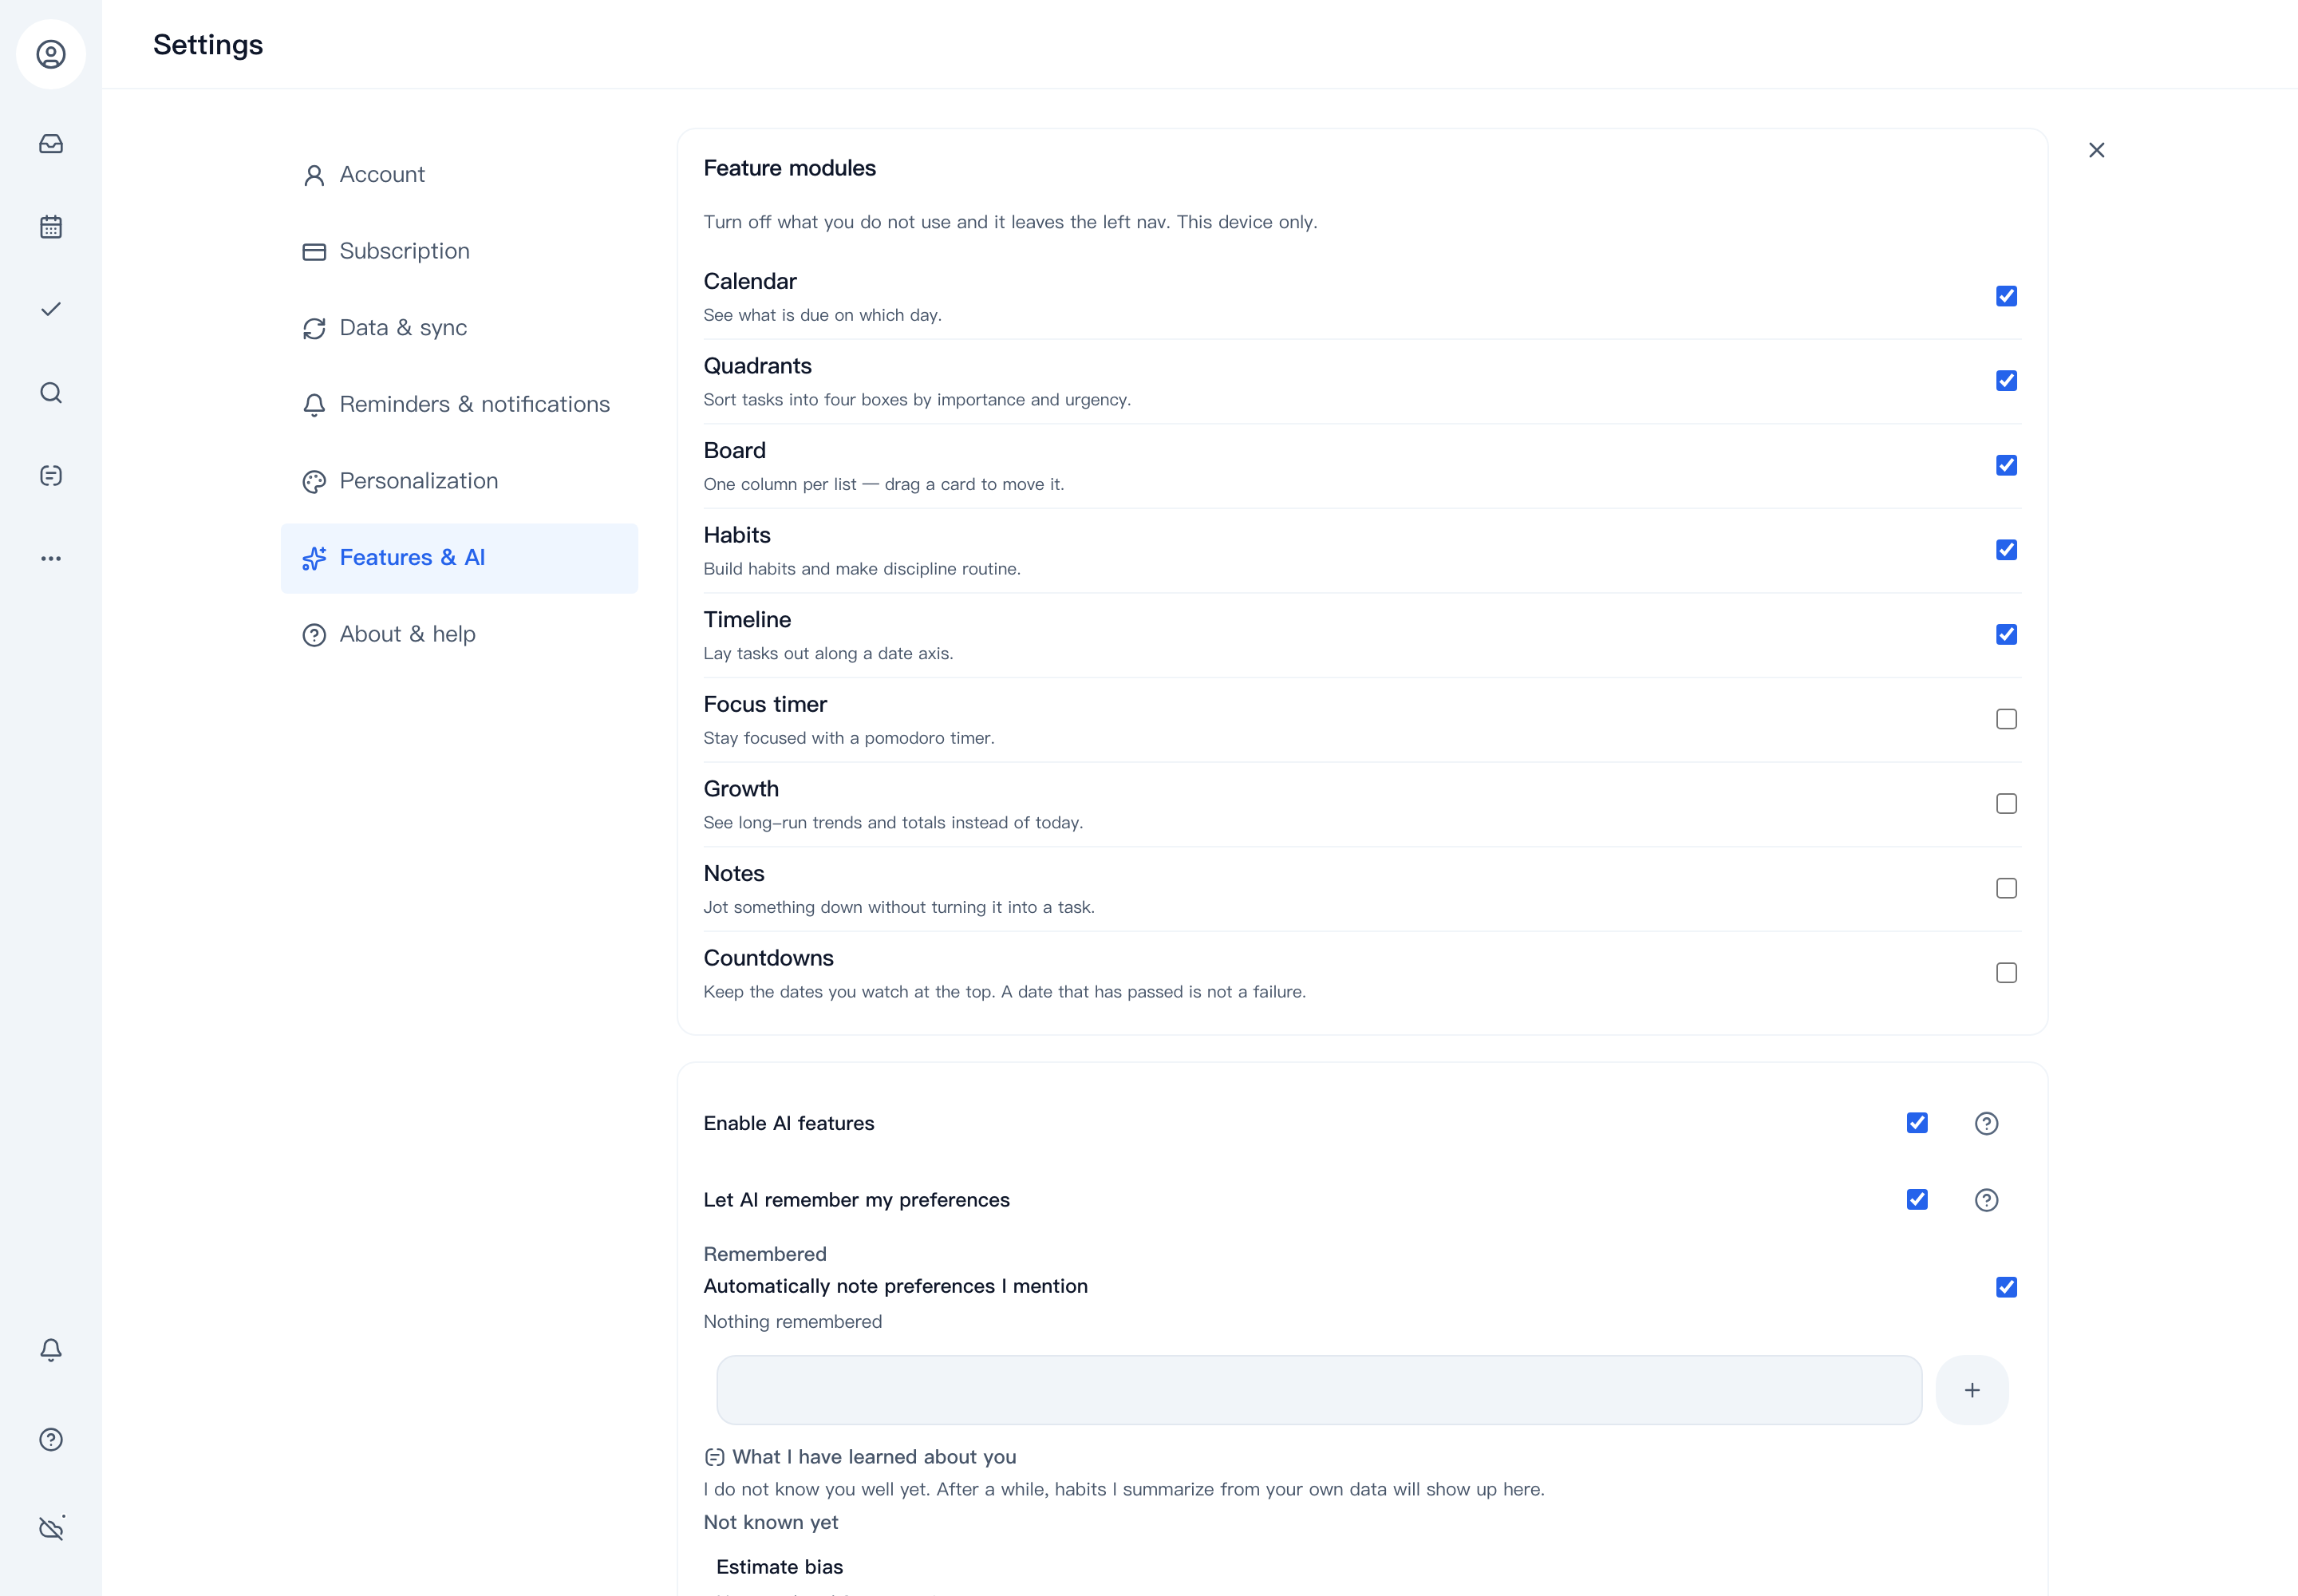 Settings
Account
Subscription
Data & sync
Reminders & notifications
Personalization
Features & AI
About & help
Feature modules
Turn off what you do not use and it leaves the left nav. This device only.
Calendar
See what is due on which day.
Quadrants
Sort tasks into four boxes by importance and urgency.
Board
One column per list — drag a card to move it.
Habits
Build habits and make discipline routine.
Timeline
Lay tasks out along a date axis.
Focus timer
Stay focused with a pomodoro timer.
Growth
See long-run trends and totals instead of today.
Notes
Jot something down without turning it into a task.
Countdowns
Keep the dates you watch at the top. A date that has passed is not a failure.
Enable AI features
Let AI remember my preferences
Remembered
Automatically note preferences I mention
Nothing remembered
What I have learned about you
I do not know you well yet. After a while, habits I summarize from your own data will show up here.
Not known yet
Estimate bias